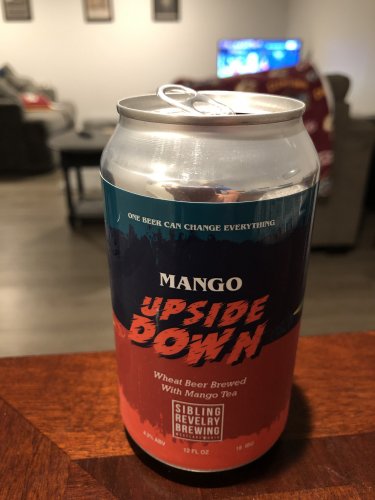 ONE BEER CAN CHANGE EVERYTHING
MANGO
UPSIDE
DOWN
Wheat Beer Brewed
With Mango Tea
SIBLING
REVELRY
BREWING
12 FL OZ